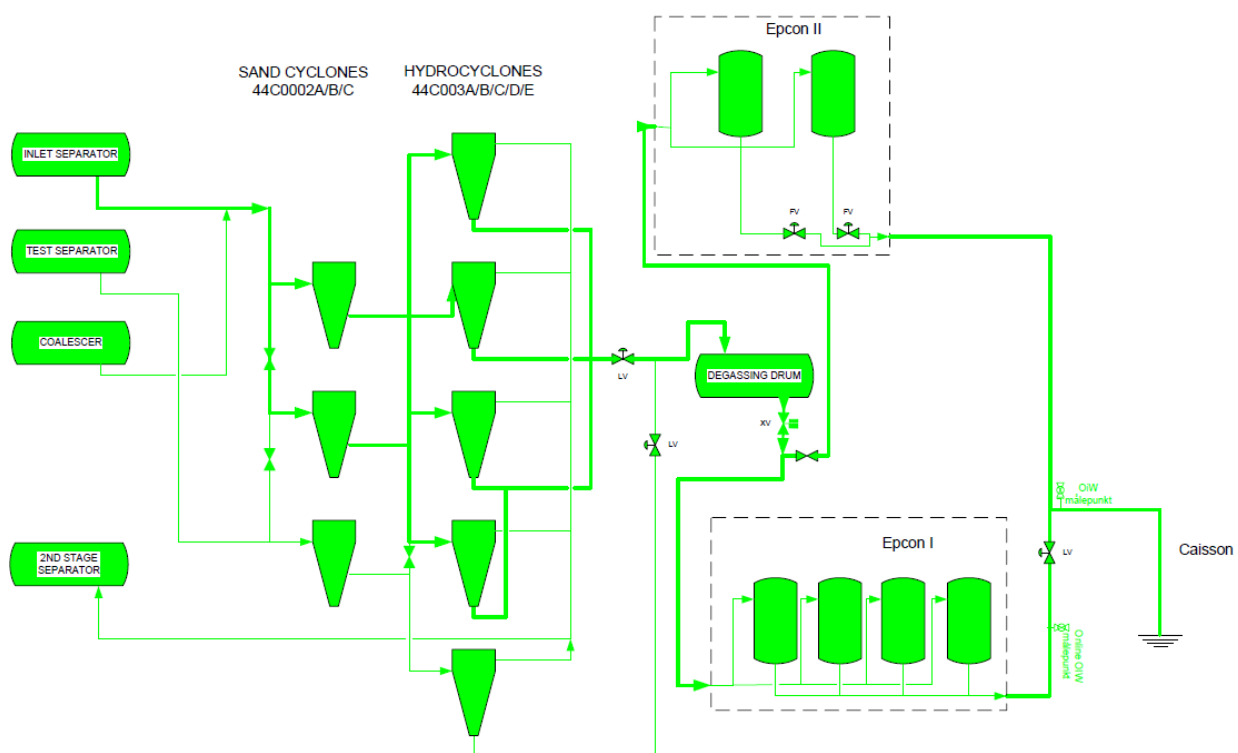 Epcon II
SAND CYCLONES
44C0002A/B/C
HYDROCYCLONES
44C003A/B/C/D/E
INLET SEPARATOR
TEST SEPARATOR
COALESCER
FV
FV
LV
DEGASSING DRUM
XV
LV
OiW
målepunkt
2ND STAGE
SEPARATOR
Epcon I
LV
Caisson
Online OIW
målepunkt